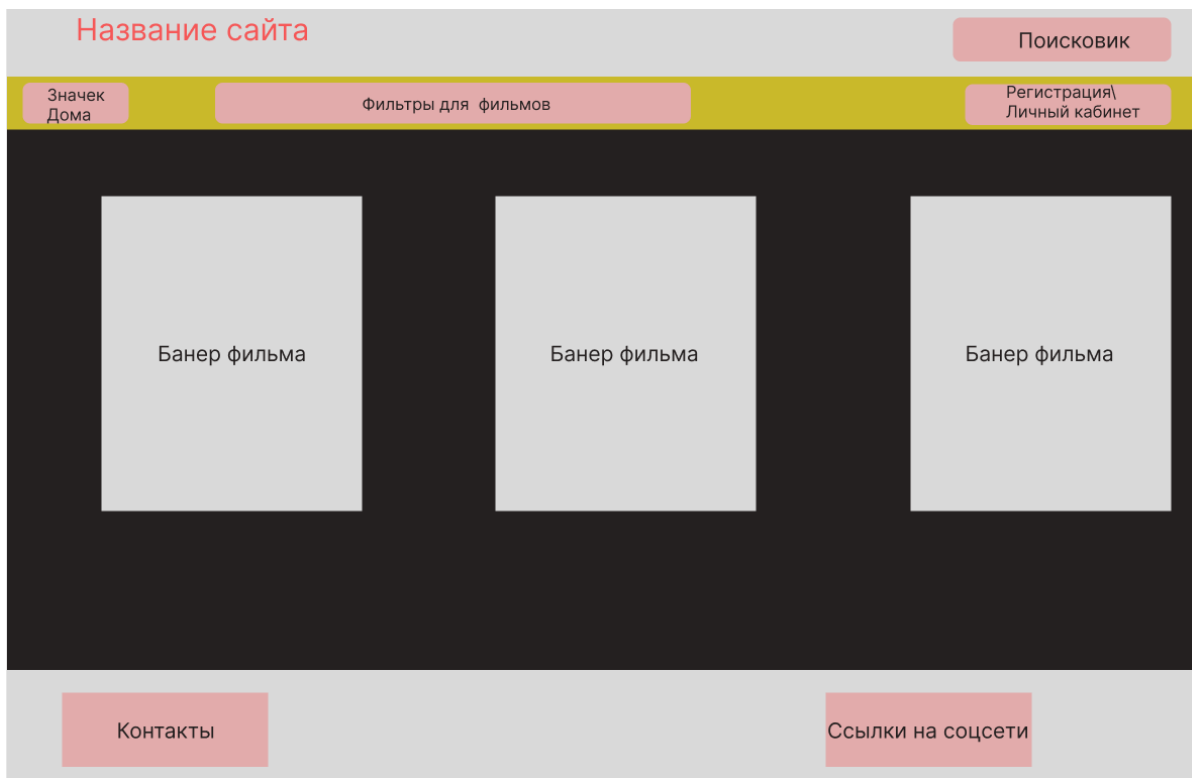 Название сайта
Поисковик
Значек
Дома
Фильтры для фильмов
Регистрация\
Личный кабинет
Банер фильма
Банер фильма
Банер фильма
Контакты
Ссылки на соцсети